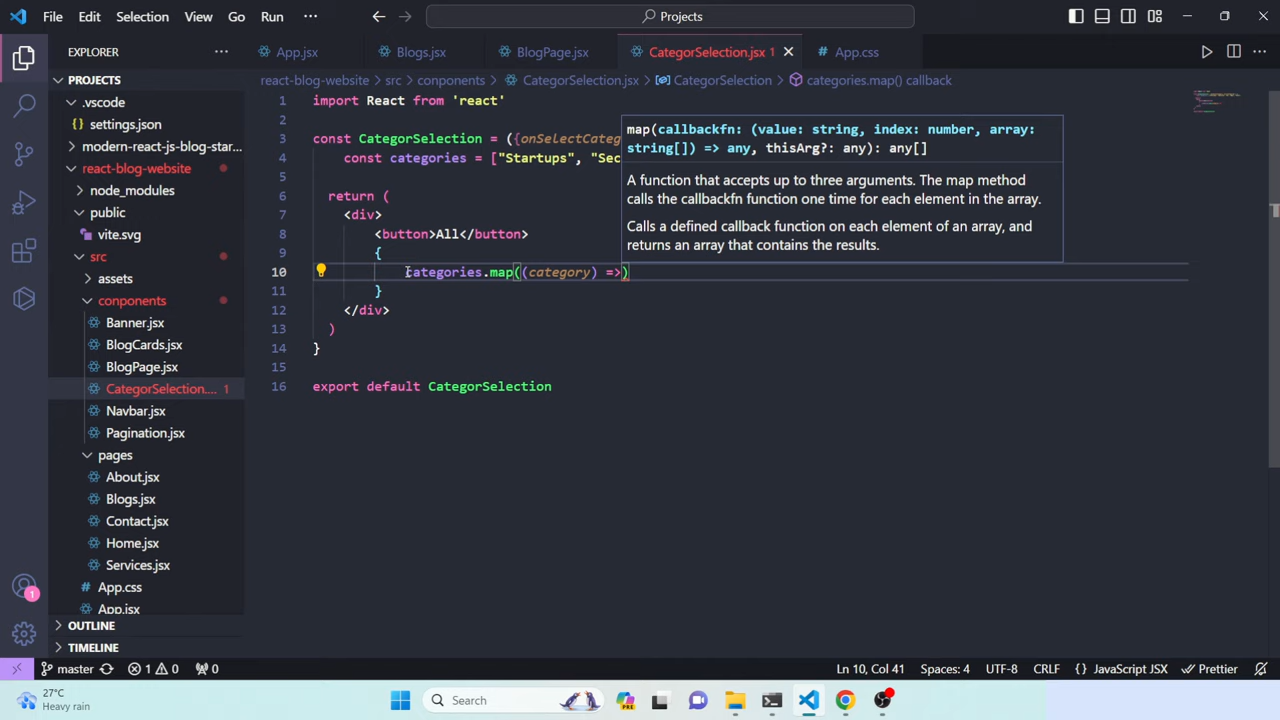 File Edit Selection View Go Run ···
Projects
EXPLORER ···
App.jsx Blogs.jsx BlogPage.jsx CategorSelection.jsx 1 App.css
PROJECTS
.vscode
settings.json
modern-react-js-blog-star...
react-blog-website
node_modules
public
vite.svg
src
assets
conponents
Banner.jsx
BlogCards.jsx
BlogPage.jsx
CategorSelection.... 1
Navbar.jsx
Pagination.jsx
pages
About.jsx
Blogs.jsx
Contact.jsx
Home.jsx
Services.jsx
App.css
App.jsx
OUTLINE
TIMELINE
react-blog-website > src > conponents > CategorSelection.jsx > CategorSelection > categories.map() callback
1 import React from 'react'
2
3 const CategorSelection = ({onSelectCateg
4 const categories = ["Startups", "Sec
5
6 return (
7 <div>
8 <button>All</button>
9 {
10 categories.map((category) =>)
11 }
12 </div>
13 )
14 }
15
16 export default CategorSelection
map(callbackfn: (value: string, index: number, array:
string[]) => any, thisArg?: any): any[]
A function that accepts up to three arguments. The map method
calls the callbackfn function one time for each element in the array.
Calls a defined callback function on each element of an array, and
returns an array that contains the results.
1
master 1 0 0 Ln 10, Col 41 Spaces: 4 UTF-8 CRLF {} JavaScript JSX Prettier
27°C
Heavy rain
Search
PRE